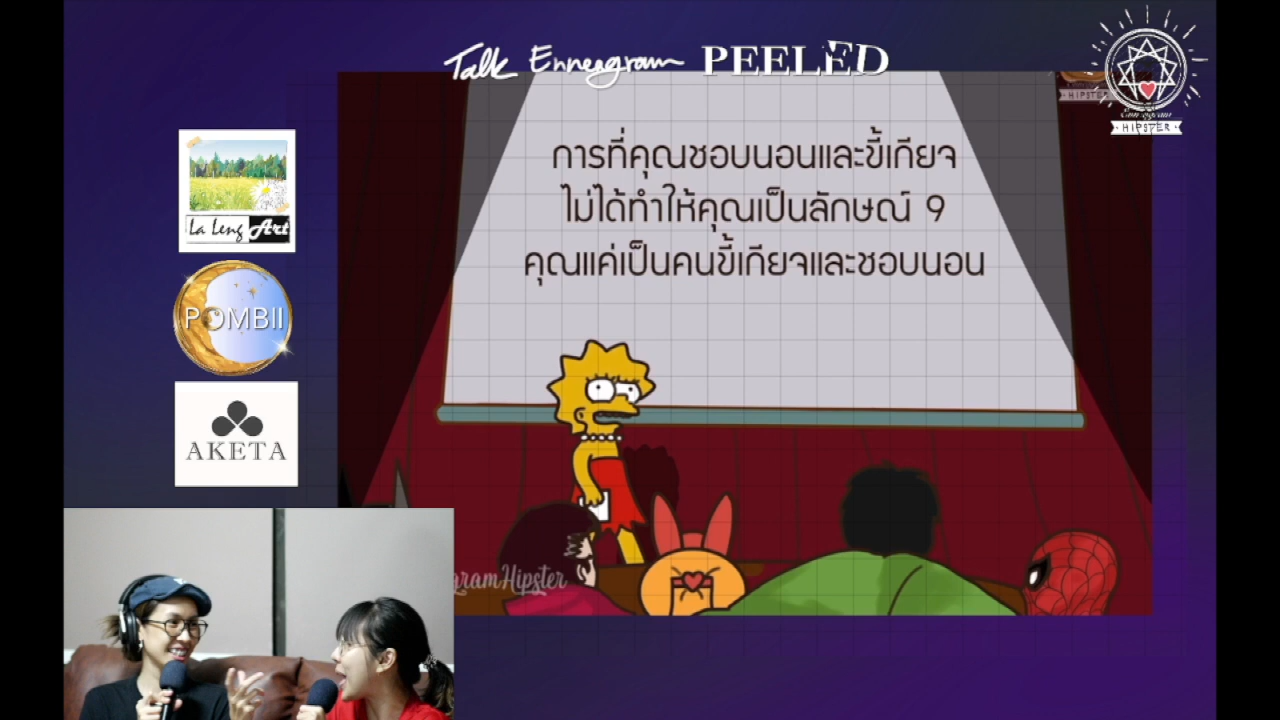 Talk Enneagram PEELED
HIPSTER
Enneagram
HIPSTER
La Leng Art
POMBII
AKETA
การที่คุณชอบนอนและขี้เกียจ
ไม่ได้ทำให้คุณเป็นลักษณ์ 9
คุณแค่เป็นคนขี้เกียจและชอบนอน
gramHipster